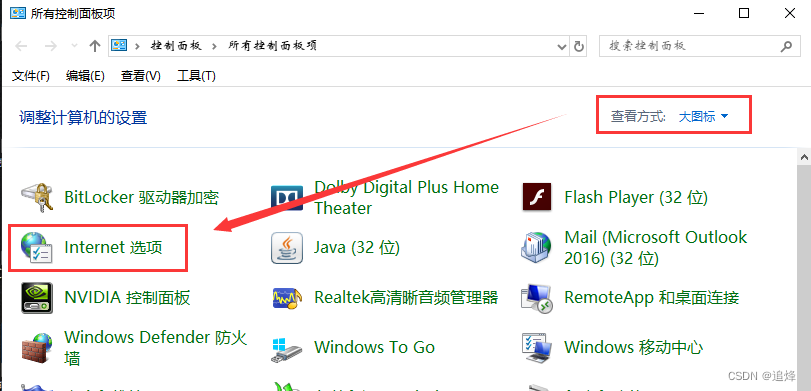 所有控制面板项
控制面板 › 所有控制面板项
搜索控制面板
文件(F) 编辑(E) 查看(V) 工具(T)
调整计算机的设置
查看方式: 大图标
BitLocker 驱动器加密
Dolby Digital Plus Home
Theater
Flash Player (32 位)
Internet 选项
Java (32 位)
Mail (Microsoft Outlook
2016) (32 位)
NVIDIA 控制面板
Realtek高清晰音频管理器
RemoteApp 和桌面连接
Windows Defender 防火
墙
Windows To Go
Windows 移动中心
CSDN @追烽